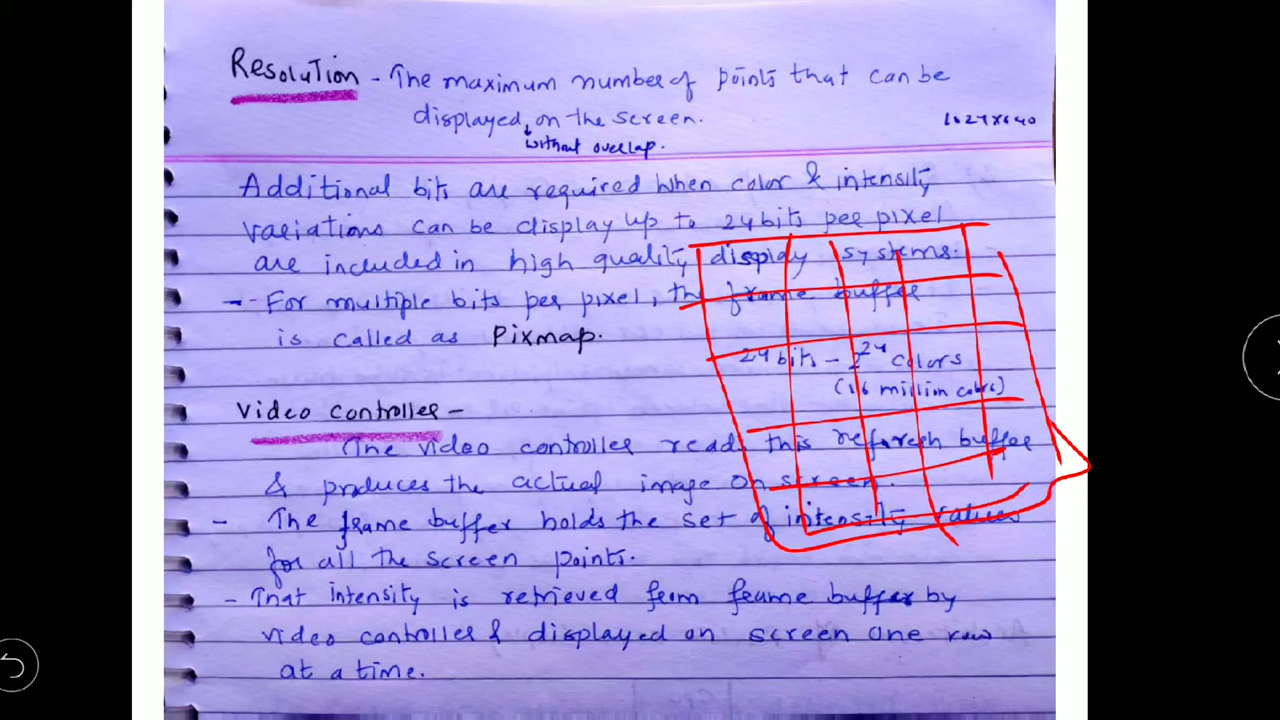 Resolution - The maximum number of points that can be
displayed on the screen.
without overlap.
1024x640
Additional bits are required when color & intensity
variations can be display up to 24 bits per pixel
are included in high quality display systems.
-- For multiple bits per pixel, the frame buffer
is called as Pixmap.
24 bits - 2^24 colors
(16 million colors)
Video controller -
The video controller reads this referesh buffer
& produces the actual image on screen.
- The frame buffer holds the set of intensity values
for all the screen points.
- That intensity is retrieved from frame buffer by
video controller & displayed on screen one row
at a time.